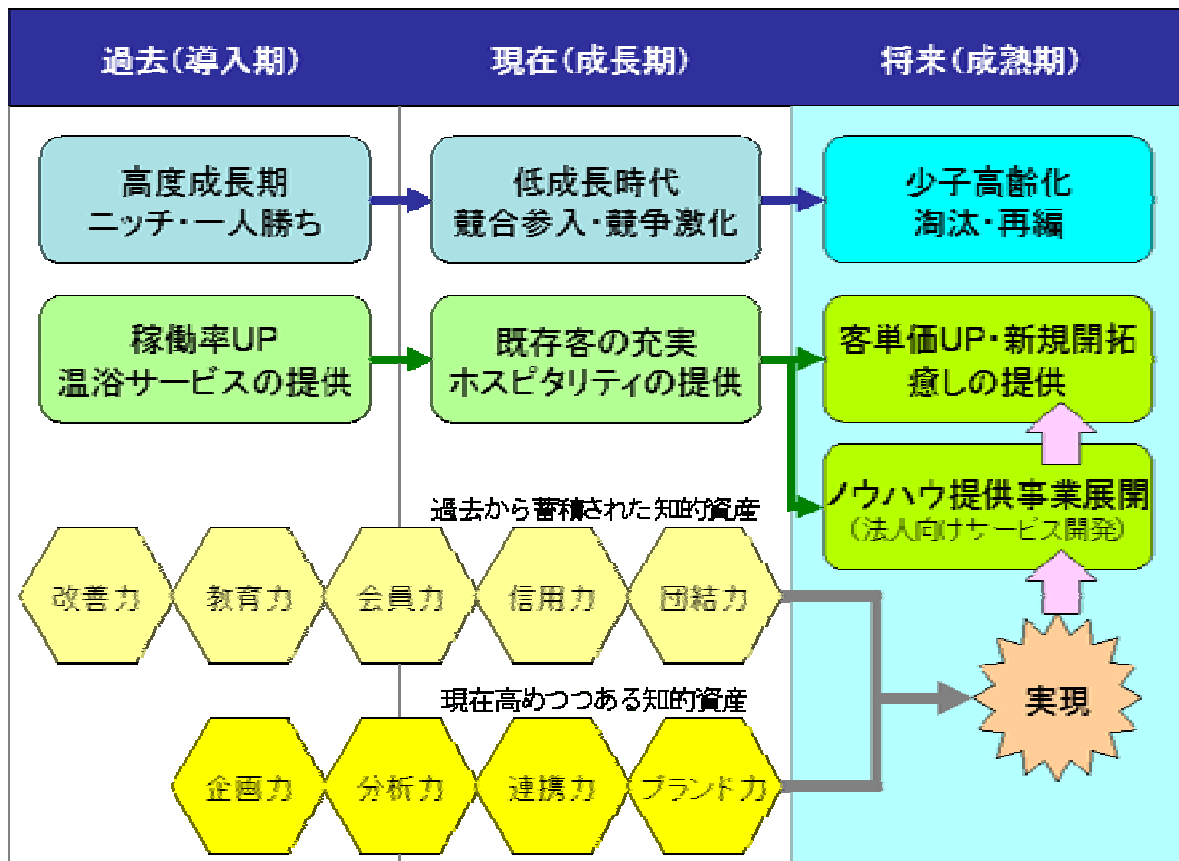 過去(導入期)
現在(成長期)
将来(成熟期)
高度成長期
ニッチ・一人勝ち
低成長時代
競合参入・競争激化
少子高齢化
淘汰・再編
稼働率UP
温浴サービスの提供
既存客の充実
ホスピタリティの提供
客単価UP・新規開拓
癒しの提供
ノウハウ提供事業展開
(法人向けサービス開発)
過去から蓄積された知的資産
改善力
教育力
会員力
信用力
団結力
現在高めつつある知的資産
実現
企画力
分析力
連携力
ブランド力